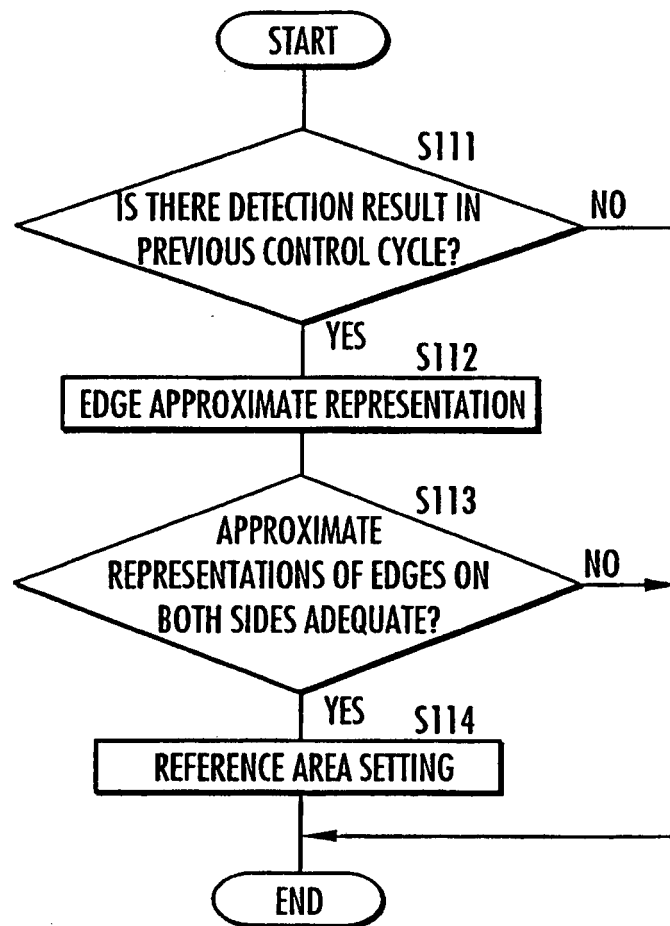 START
S111
IS THERE DETECTION RESULT IN
PREVIOUS CONTROL CYCLE?
NO
YES
S112
EDGE APPROXIMATE REPRESENTATION
S113
APPROXIMATE
REPRESENTATIONS OF EDGES ON
BOTH SIDES ADEQUATE?
NO
YES
S114
REFERENCE AREA SETTING
END